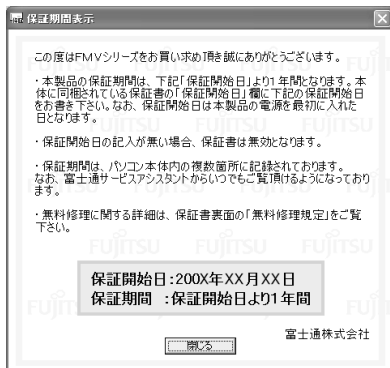 保証期間表示
この度はFMVシリーズをお買い求め頂き誠にありがとうございます。
・本製品の保証期間は、下記「保証開始日」より1年間となります。本
体に同梱されている保証書の「保証開始日」欄に下記の保証開始日
をお書き下さい。なお、保証開始日は本製品の電源を最初に入れた
日となります。
・保証開始日の記入が無い場合、保証書は無効となります。
・保証期間は、パソコン本体内の複数箇所に記録されております。
なお、富士通サービスアシスタントからいつでもご覧頂けるようになっており
ます。
・無料修理に関する詳細は、保証書裏面の「無料修理規定」をご覧
下さい。
保証開始日:200X年XX月XX日
保証期間 :保証開始日より1年間
富士通株式会社
閉じる